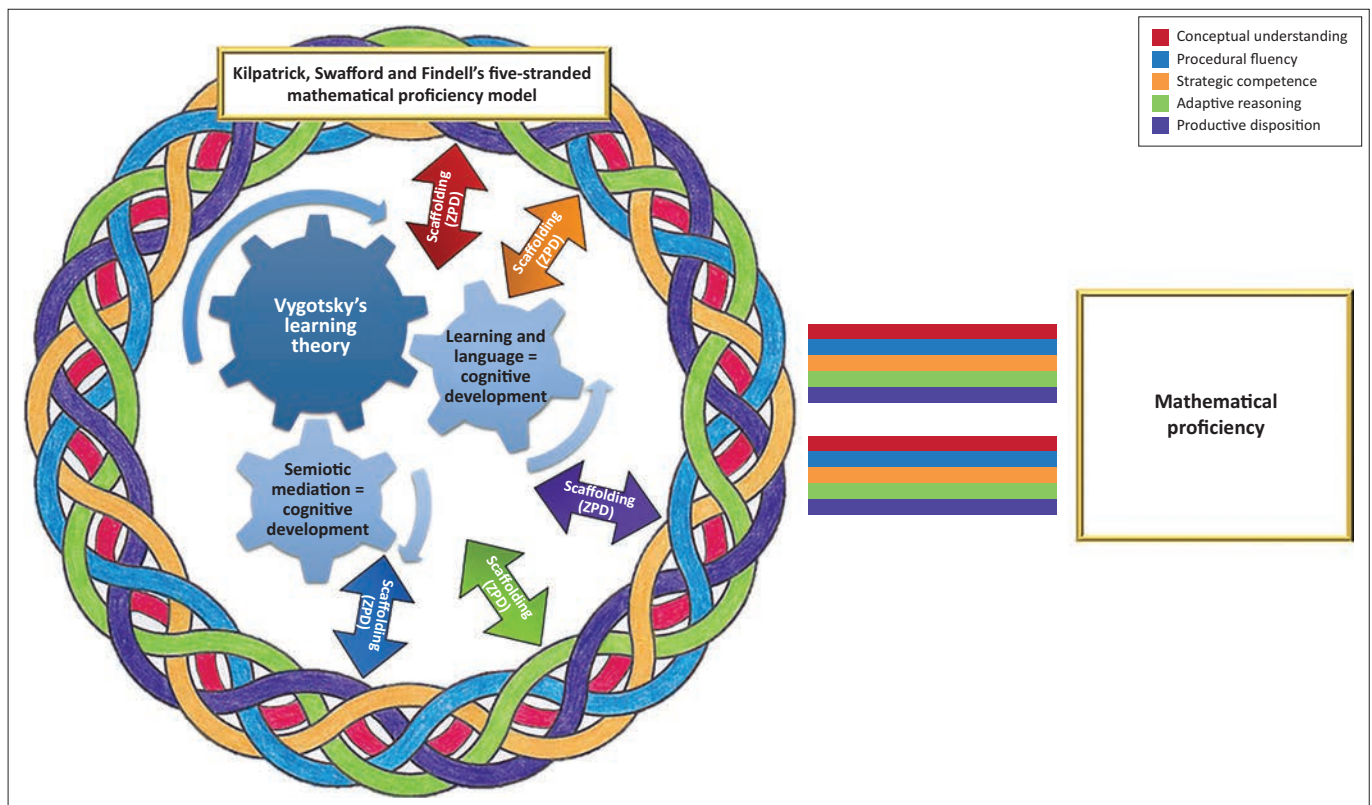 Kilpatrick, Swafford and Findell's five-stranded
mathematical proficiency model
Conceptual understanding
Procedural fluency
Strategic competence
Adaptive reasoning
Productive disposition
Scaffolding
(ZPD)
Scaffolding
(ZPD)
Vygotsky's
learning
theory
Learning and
language =
cognitive
development
Semiotic
mediation =
cognitive
development
Scaffolding
(ZPD)
Scaffolding
(ZPD)
Scaffolding
(ZPD)
Mathematical
proficiency